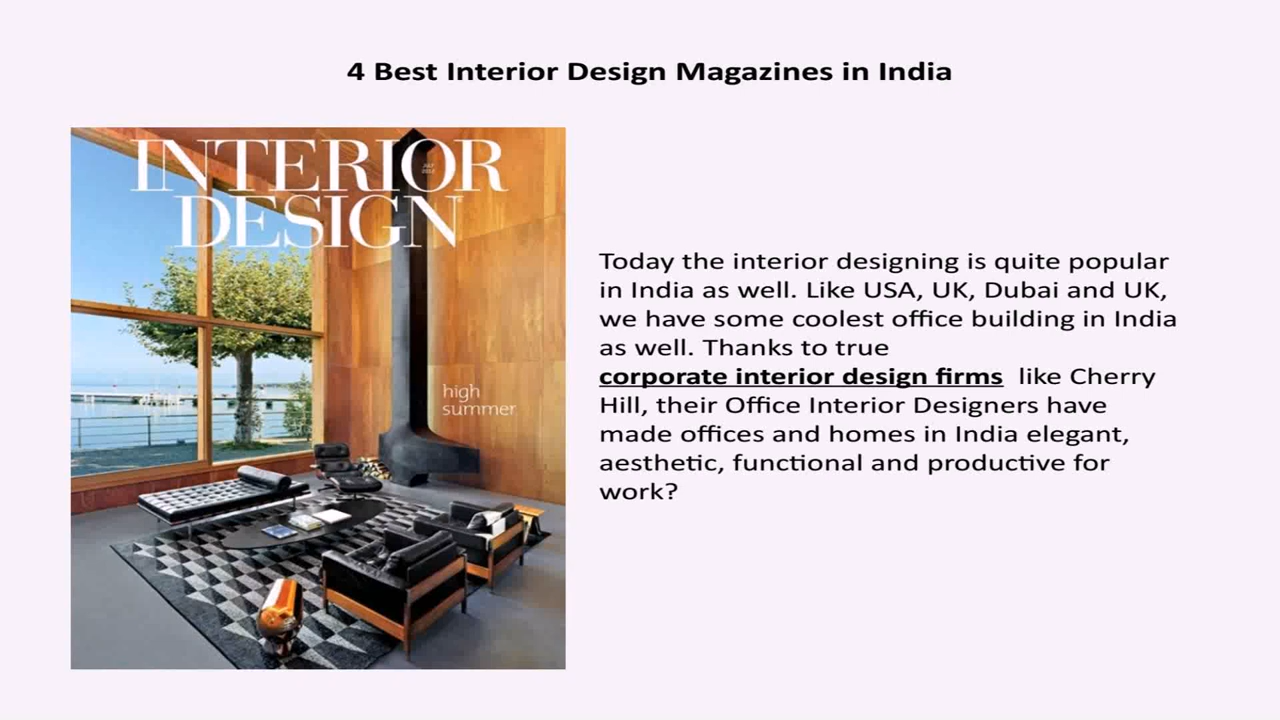 4 Best Interior Design Magazines in India
INTERIOR
DESIGN
high
summer
Today the interior designing is quite popular
in India as well. Like USA, UK, Dubai and UK,
we have some coolest office building in India
as well. Thanks to true
corporate interior design firms like Cherry
Hill, their Office Interior Designers have
made offices and homes in India elegant,
aesthetic, functional and productive for
work?